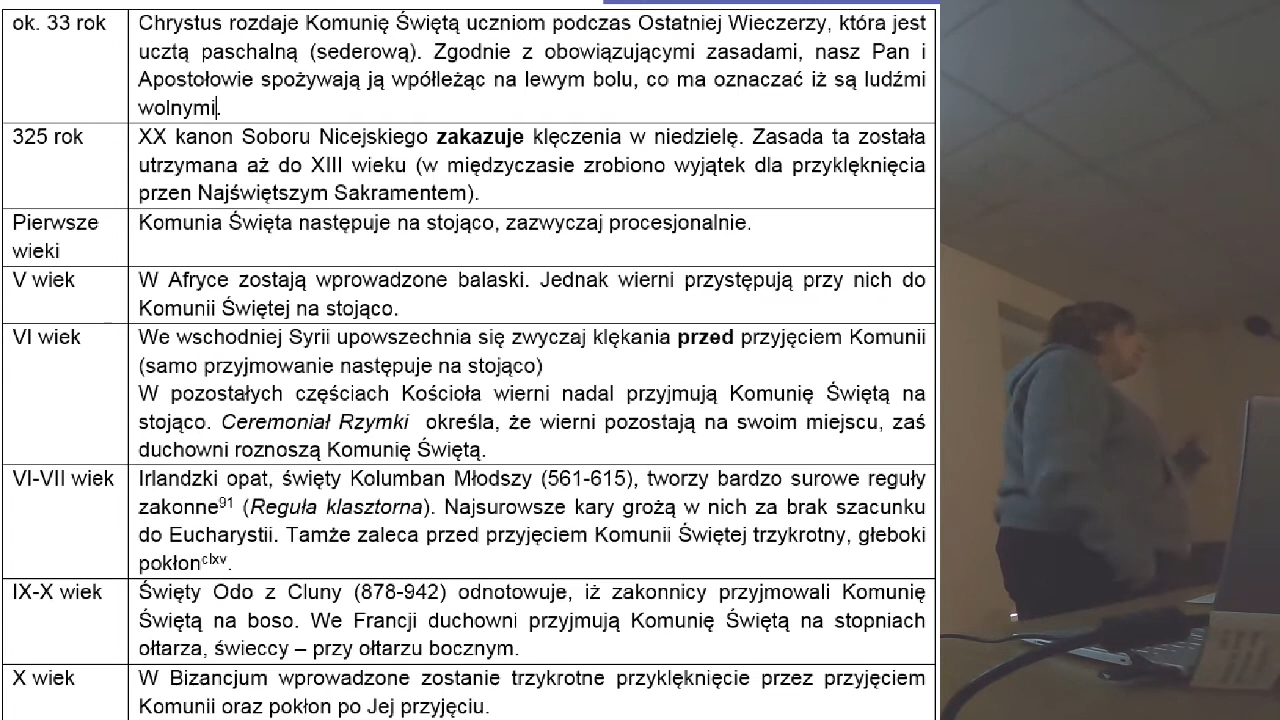 ok. 33 rok
Chrystus rozdaje Komunię Świętą uczniom podczas Ostatniej Wieczerzy, która jest
ucztą paschalną (sederową). Zgodnie z obowiązującymi zasadami, nasz Pan i
Apostołowie spożywają ją wpółleżąc na lewym bolu, co ma oznaczać iż są ludźmi
wolnymi.
325 rok
XX kanon Soboru Nicejskiego zakazuje klęczenia w niedzielę. Zasada ta została
utrzymana aż do XIII wieku (w międzyczasie zrobiono wyjątek dla przyklęknięcia
przen Najświętszym Sakramentem).
Pierwsze
wieki
Komunia Święta następuje na stojąco, zazwyczaj procesjonalnie.
V wiek
W Afryce zostają wprowadzone balaski. Jednak wierni przystępują przy nich do
Komunii Świętej na stojąco.
VI wiek
We wschodniej Syrii upowszechnia się zwyczaj klękania przed przyjęciem Komunii
(samo przyjmowanie następuje na stojąco)
W pozostałych częściach Kościoła wierni nadal przyjmują Komunię Świętą na
stojąco. Ceremoniał Rzymki określa, że wierni pozostają na swoim miejscu, zaś
duchowni roznoszą Komunię Świętą.
VI-VII wiek
Irlandzki opat, święty Kolumban Młodszy (561-615), tworzy bardzo surowe reguły
zakonne⁹¹ (Reguła klasztorna). Najsurowsze kary grożą w nich za brak szacunku
do Eucharystii. Tamże zaleca przed przyjęciem Komunii Świętej trzykrotny, głeboki
pokłonᶜˡˣᵛ.
IX-X wiek
Święty Odo z Cluny (878-942) odnotowuje, iż zakonnicy przyjmowali Komunię
Świętą na boso. We Francji duchowni przyjmują Komunię Świętą na stopniach
ołtarza, świeccy – przy ołtarzu bocznym.
X wiek
W Bizancjum wprowadzone zostanie trzykrotne przyklęknięcie przez przyjęciem
Komunii oraz pokłon po Jej przyjęciu.